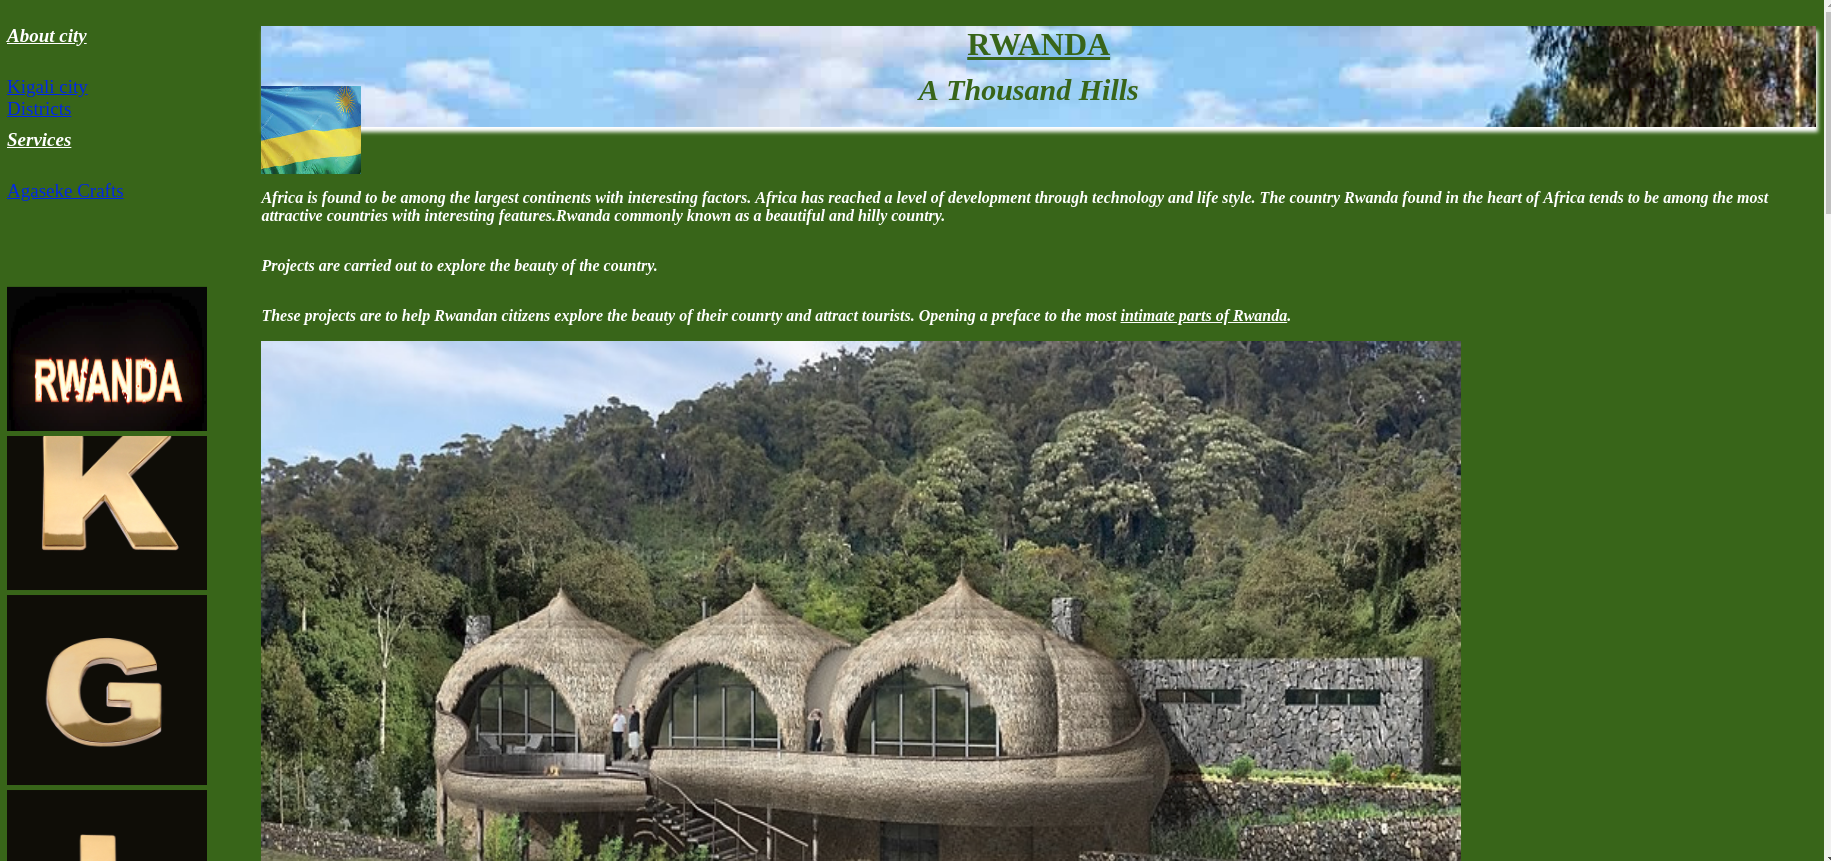 About city
Kigali city
Districts
Services
Agaseke Crafts
RWANDA
K
G
RWANDA
A Thousand Hills
Africa is found to be among the largest continents with interesting factors. Africa has reached a level of development through technology and life style. The country Rwanda found in the heart of Africa tends to be among the most
attractive countries with interesting features.Rwanda commonly known as a beautiful and hilly country.
Projects are carried out to explore the beauty of the country.
These projects are to help Rwandan citizens explore the beauty of their counrty and attract tourists. Opening a preface to the most intimate parts of Rwanda.